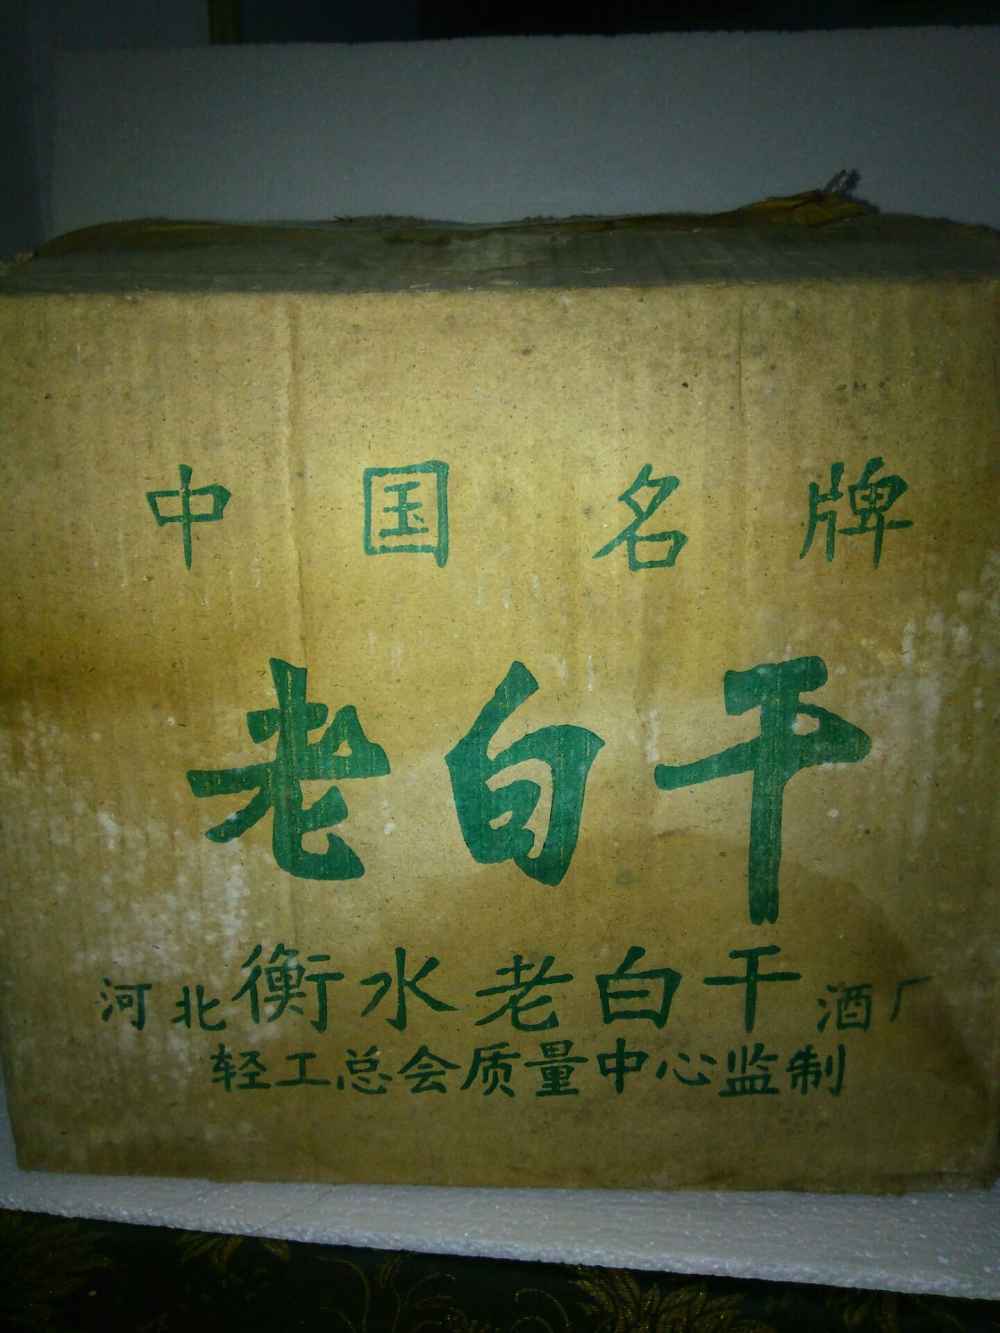 中国名牌
老白干
河北衡水老白干酒厂
轻工总会质量中心监制